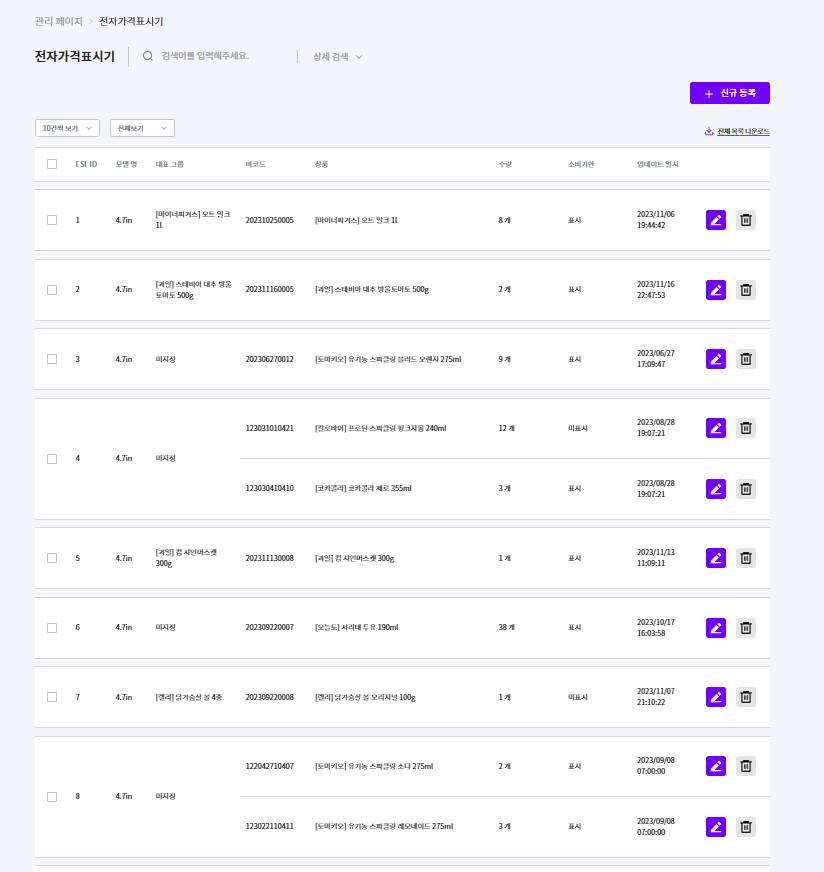 관리 페이지 > 전자가격표시기
전자가격표시기 검색어를 입력해주세요. 상세 검색
+ 신규 등록
10건씩 보기 전체보기 전체 목록 다운로드
ESL ID 모델 명 대표 그룹 바코드 상품 수량 소비기한 업데이트 일시
1 4.7in [마이너피겨스] 오트 밀크 1L 202310250005 [마이너피겨스] 오트 밀크 1L 8 개 표시 2023/11/06 19:44:42
2 4.7in [과일] 스테비아 대추 방울토마토 500g 202311160005 [과일] 스테비아 대추 방울토마토 500g 2 개 표시 2023/11/16 22:47:53
3 4.7in 미지정 202306270012 [토마키오] 유기농 스파클링 블러드 오렌지 275ml 9 개 표시 2023/06/27 17:09:47
4 4.7in 미지정 123031010421 [칼로바이] 프로틴 스파클링 핑크자몽 240ml 12 개 미표시 2023/08/28 19:07:21
123030410410 [코카콜라] 코카콜라 제로 355ml 3 개 표시 2023/08/28 19:07:21
5 4.7in [과일] 컵 샤인머스캣 300g 202311130008 [과일] 컵 샤인머스캣 300g 1 개 표시 2023/11/13 11:09:11
6 4.7in 미지정 202309220007 [오늘도] 서리태 두유 190ml 38 개 표시 2023/10/17 16:03:58
7 4.7in [랠리] 닭가슴살 볼 4종 202309220008 [랠리] 닭가슴살 볼 오리지널 100g 1 개 미표시 2023/11/07 21:10:22
8 4.7in 미지정 122042710407 [토마키오] 유기농 스파클링 소다 275ml 2 개 표시 2023/09/08 07:00:00
123022110411 [토마키오] 유기농 스파클링 레모네이드 275ml 3 개 표시 2023/09/08 07:00:00